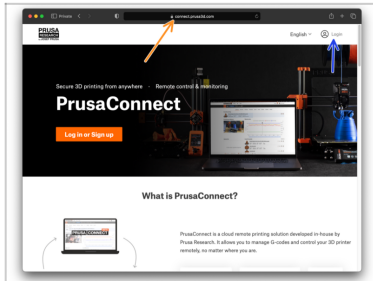 Private
connect.prusa3d.com
PRUSA
RESEARCH
English
Login
Secure 3D printing from anywhere · Remote control & monitoring
PrusaConnect
Log in or Sign up
What is PrusaConnect?
PrusaConnect is a cloud remote printing solution developed in-house by
Prusa Research. It allows you to manage G-codes and control your 3D printer
remotely, no matter where you are.
PRUSACONNECT